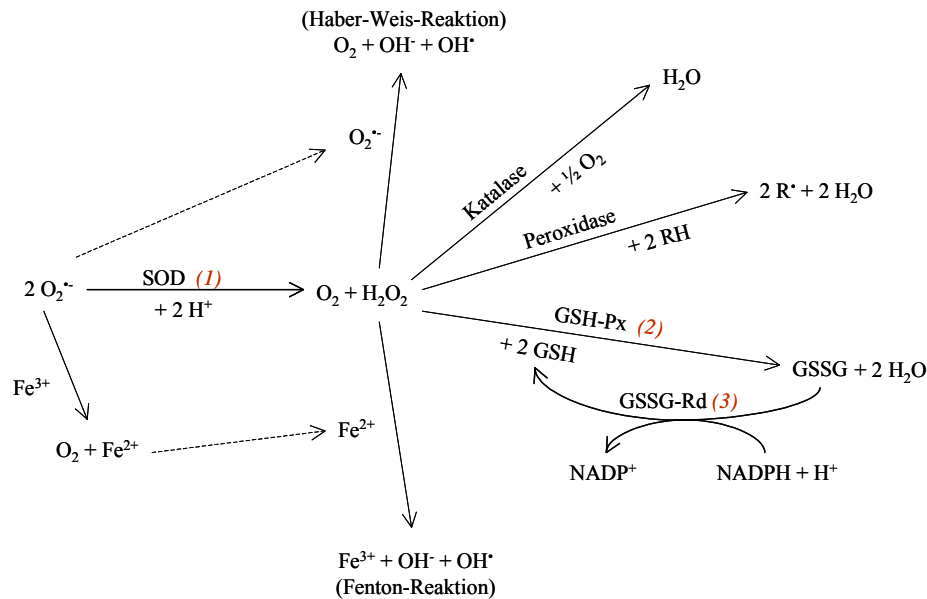 (Haber-Weis-Reaktion)
O₂ + OH⁻ + OH•
H₂O
O₂•⁻
Katalase
+ ½ O₂
2 R• + 2 H₂O
Peroxidase
+ 2 RH
2 O₂•⁻
SOD (1)
+ 2 H⁺
O₂ + H₂O₂
GSH-Px (2)
+ 2 GSH
GSSG + 2 H₂O
Fe³⁺
GSSG-Rd (3)
O₂ + Fe²⁺
Fe²⁺
NADP⁺
NADPH + H⁺
Fe³⁺ + OH⁻ + OH•
(Fenton-Reaktion)